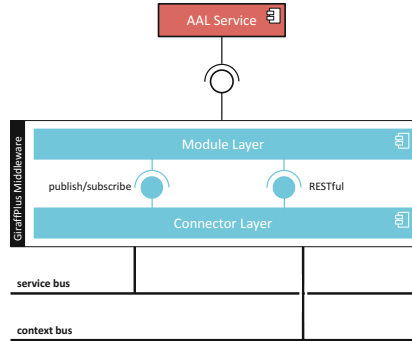 AAL Service
GiraffPlus Middleware
Module Layer
publish/subscribe
RESTful
Connector Layer
service bus
context bus